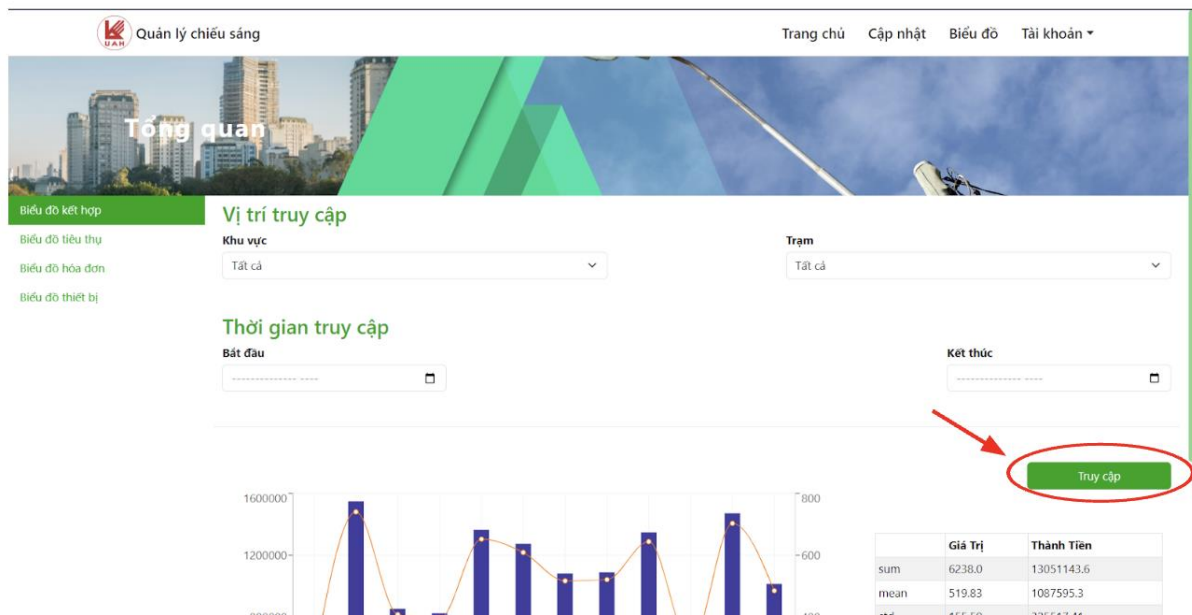 UAH
Quản lý chiếu sáng
Trang chủ
Cập nhật
Biểu đồ
Tài khoản
Tổng quan
Biểu đồ kết hợp
Biểu đồ tiêu thụ
Biểu đồ hóa đơn
Biểu đồ thiết bị
Vị trí truy cập
Khu vực
Trạm
Tất cả
Tất cả
Thời gian truy cập
Bắt đầu
Kết thúc
-------------- ----
-------------- ----
Truy cập
1600000
800
1200000
600
Giá Trị Thành Tiền
sum 6238.0 13051143.6
mean 519.83 1087595.3